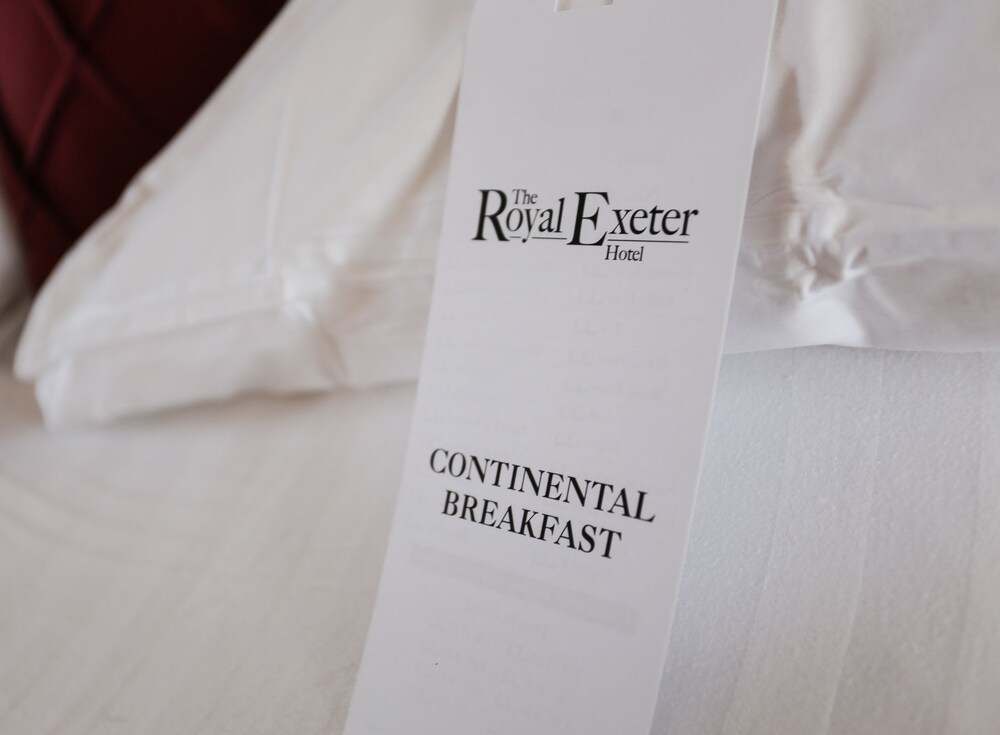 The
Royal Exeter
Hotel
CONTINENTAL
BREAKFAST